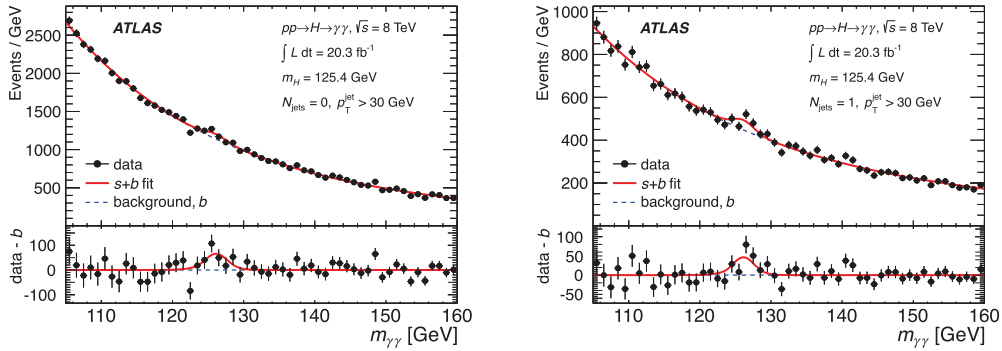 ATLAS
pp→H→γγ, √s = 8 TeV
∫ L dt = 20.3 fb⁻¹
m_H = 125.4 GeV
N_jets = 0, p_T^jet > 30 GeV
Events / GeV
2500
2000
1500
1000
500
data
s+b fit
background, b
data - b
100
0
-100
110 120 130 140 150 160
m_γγ [GeV]
ATLAS
pp→H→γγ, √s = 8 TeV
∫ L dt = 20.3 fb⁻¹
m_H = 125.4 GeV
N_jets = 1, p_T^jet > 30 GeV
Events / GeV
1000
800
600
400
200
data
s+b fit
background, b
data - b
100
50
0
-50
110 120 130 140 150 160
m_γγ [GeV]